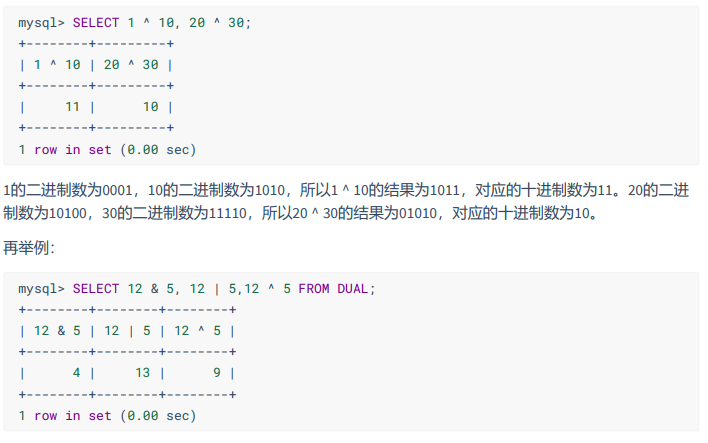 mysql> SELECT 1 ^ 10, 20 ^ 30;
+--------+---------+
| 1 ^ 10 | 20 ^ 30 |
+--------+---------+
|     11 |      10 |
+--------+---------+
1 row in set (0.00 sec)
1的二进制数为0001，10的二进制数为1010，所以1 ^ 10的结果为1011，对应的十进制数为11。20的二进
制数为10100，30的二进制数为11110，所以20 ^ 30的结果为01010，对应的十进制数为10。
再举例：
mysql> SELECT 12 & 5, 12 | 5,12 ^ 5 FROM DUAL;
+--------+--------+--------+
| 12 & 5 | 12 | 5 | 12 ^ 5 |
+--------+--------+--------+
|      4 |     13 |      9 |
+--------+--------+--------+
1 row in set (0.00 sec)